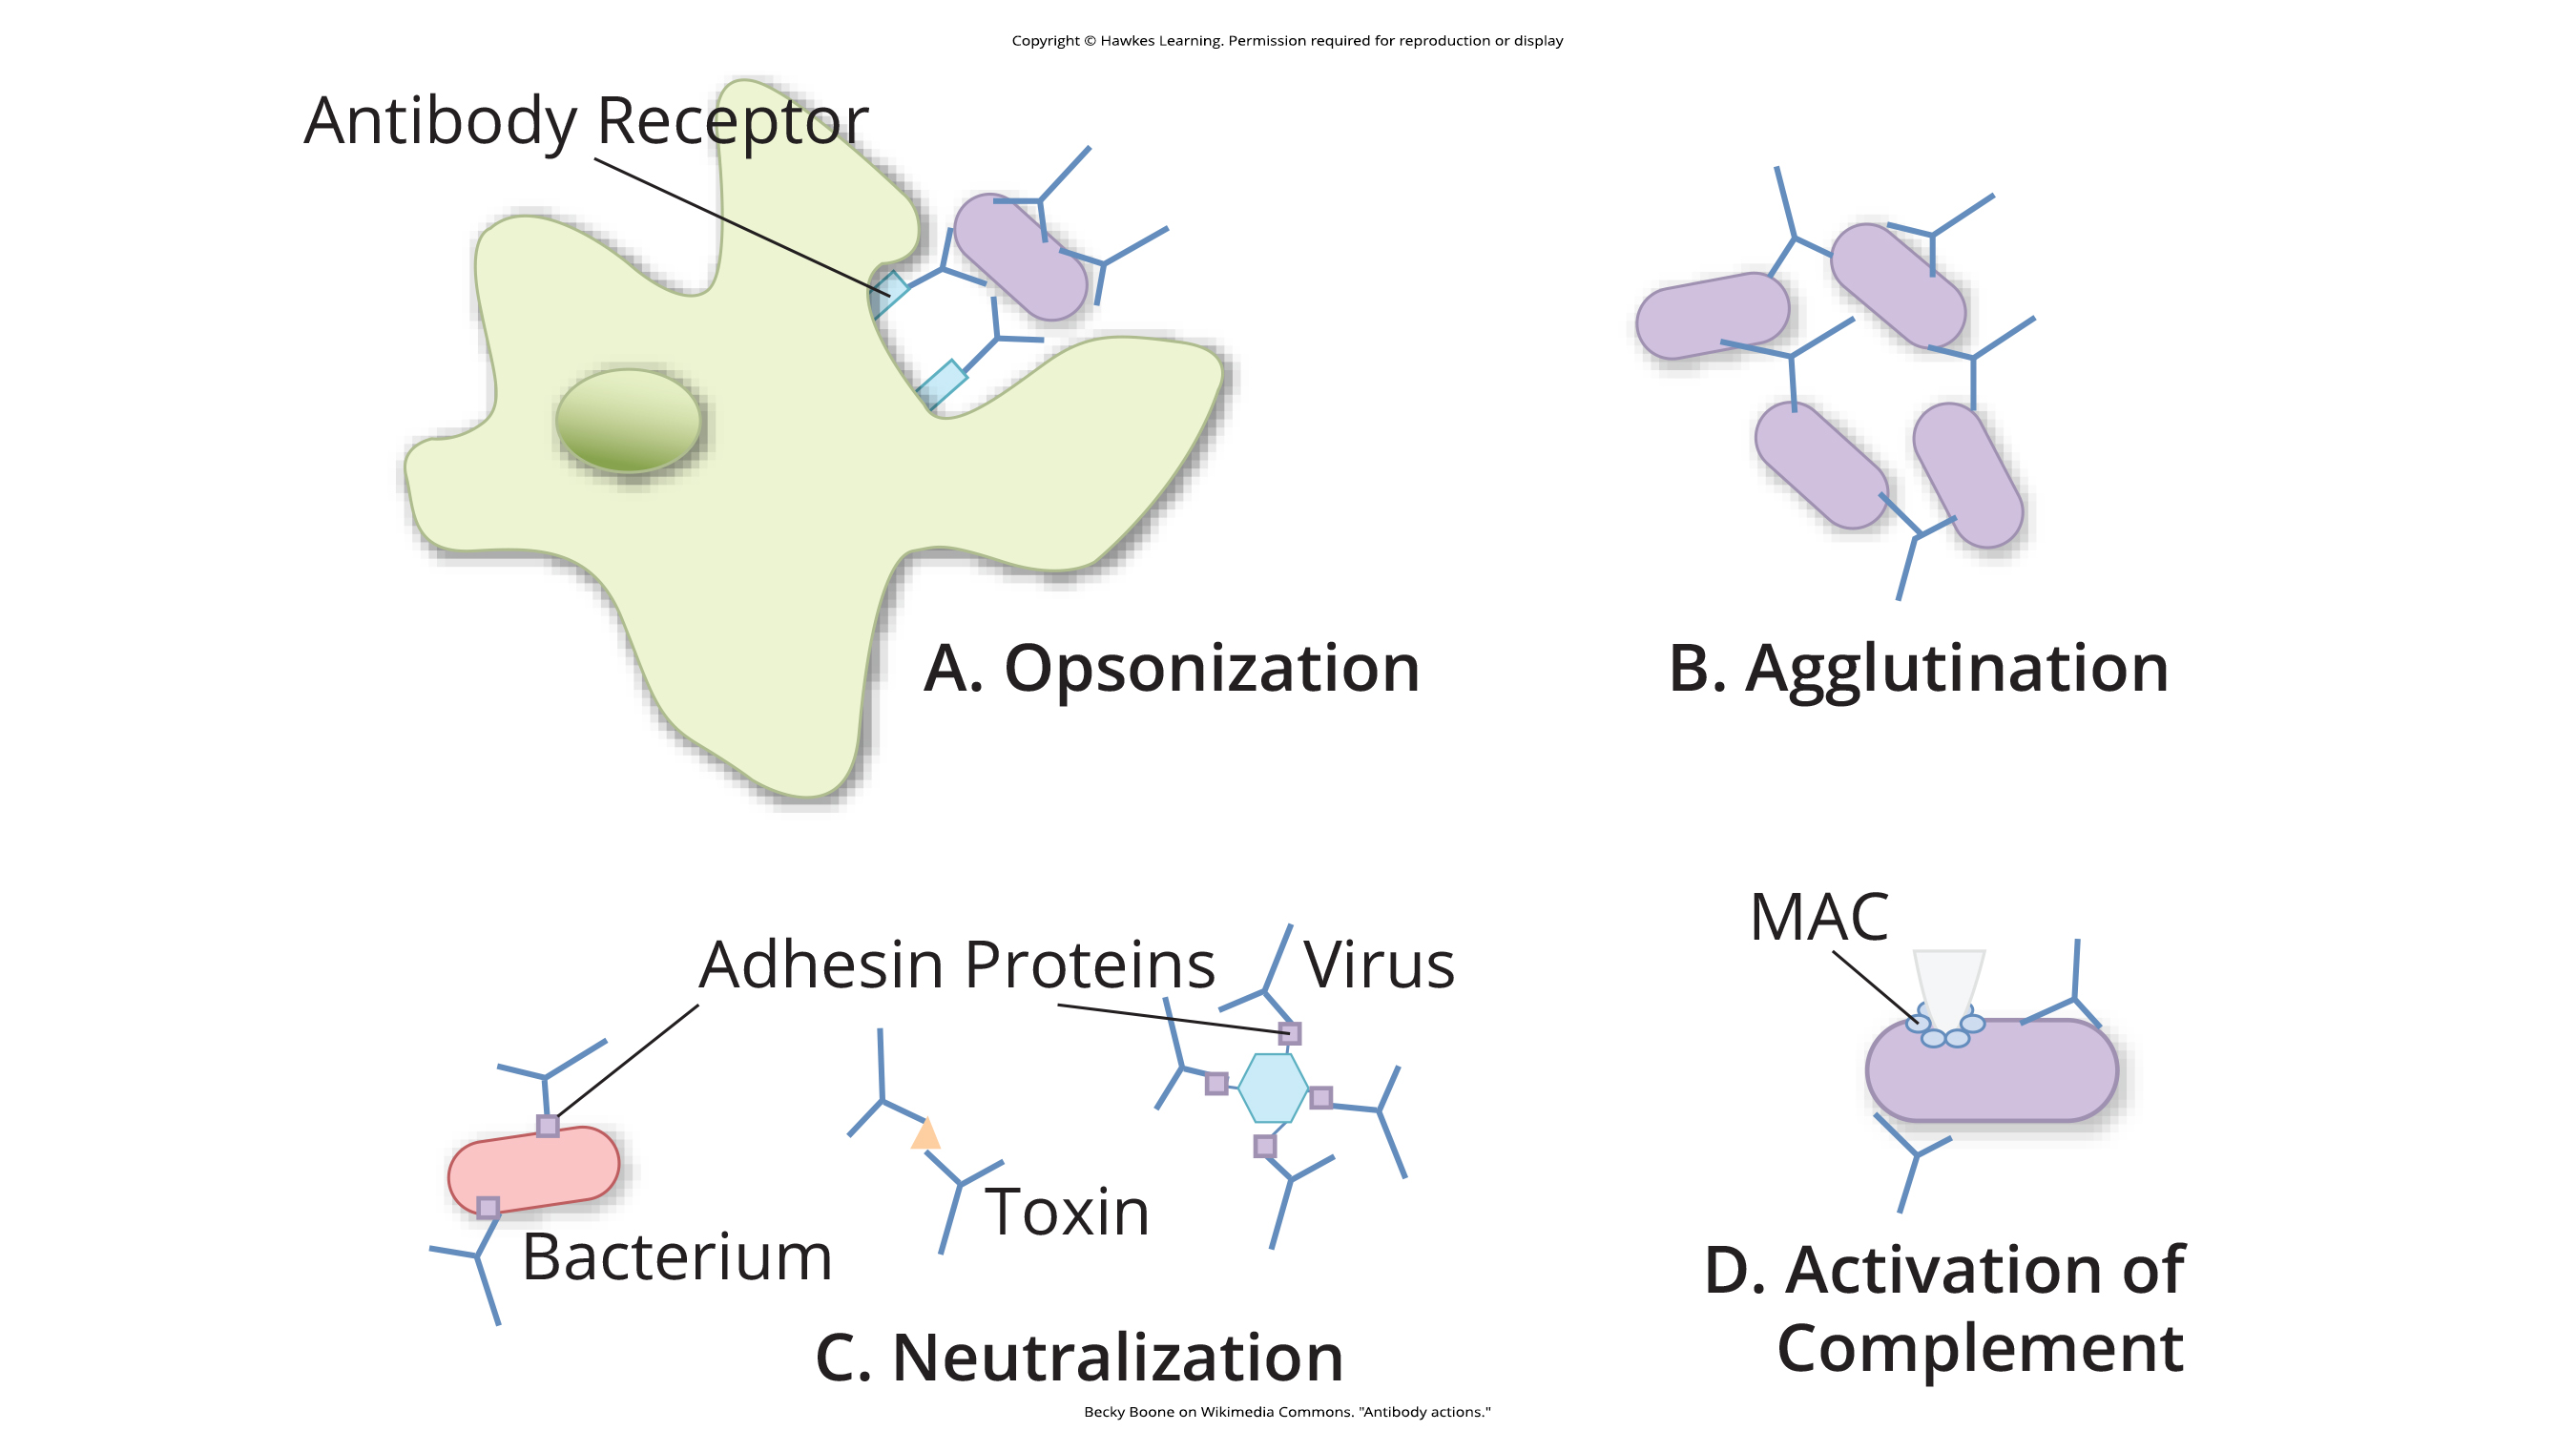 Copyright © Hawkes Learning. Permission required for reproduction or display
Antibody Receptor
A. Opsonization
B. Agglutination
Adhesin Proteins
Virus
MAC
Toxin
Bacterium
C. Neutralization
D. Activation of
Complement
Becky Boone on Wikimedia Commons. "Antibody actions."